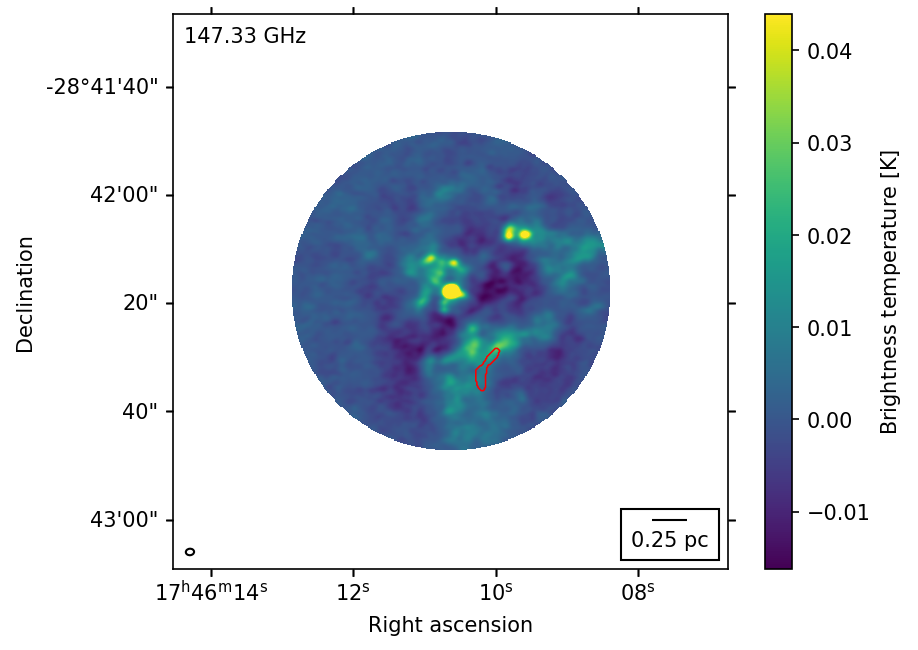 147.33 GHz
-28°41'40"
42'00"
20"
40"
43'00"
Declination
17ʰ46ᵐ14ˢ
12ˢ
10ˢ
08ˢ
Right ascension
0.25 pc
0.04
0.03
0.02
0.01
0.00
−0.01
Brightness temperature [K]